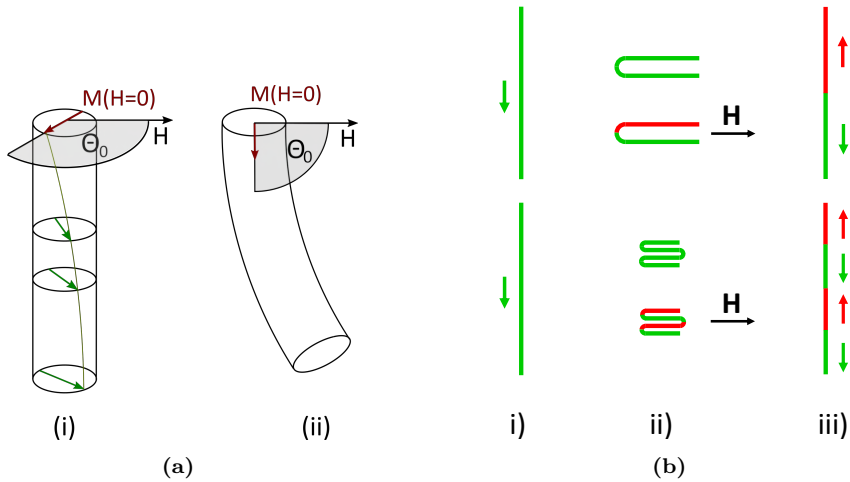 M(H=0)
H
Θ₀
(i)
M(H=0)
H
Θ₀
(ii)
(a)
H
H
i)
ii)
iii)
(b)